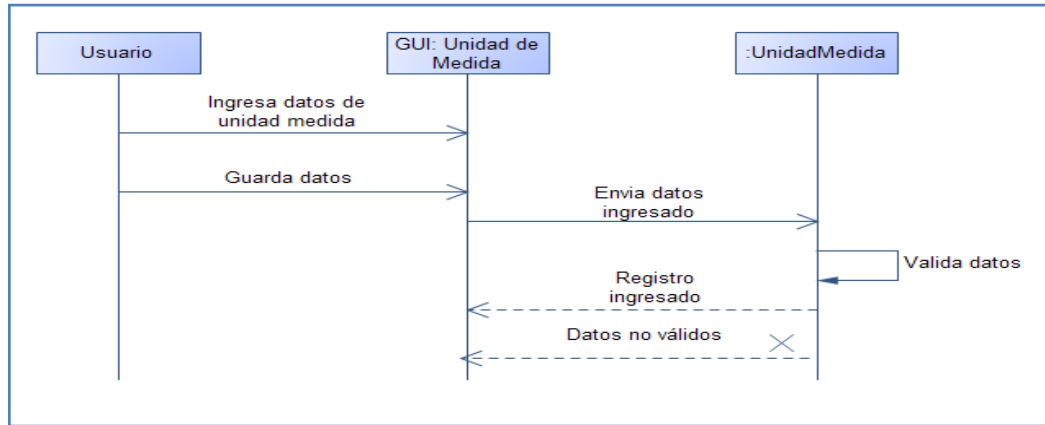 Usuario
GUI: Unidad de
Medida
:UnidadMedida
Ingresa datos de
unidad medida
Guarda datos
Envia datos
ingresado
Valida datos
Registro
ingresado
Datos no válidos